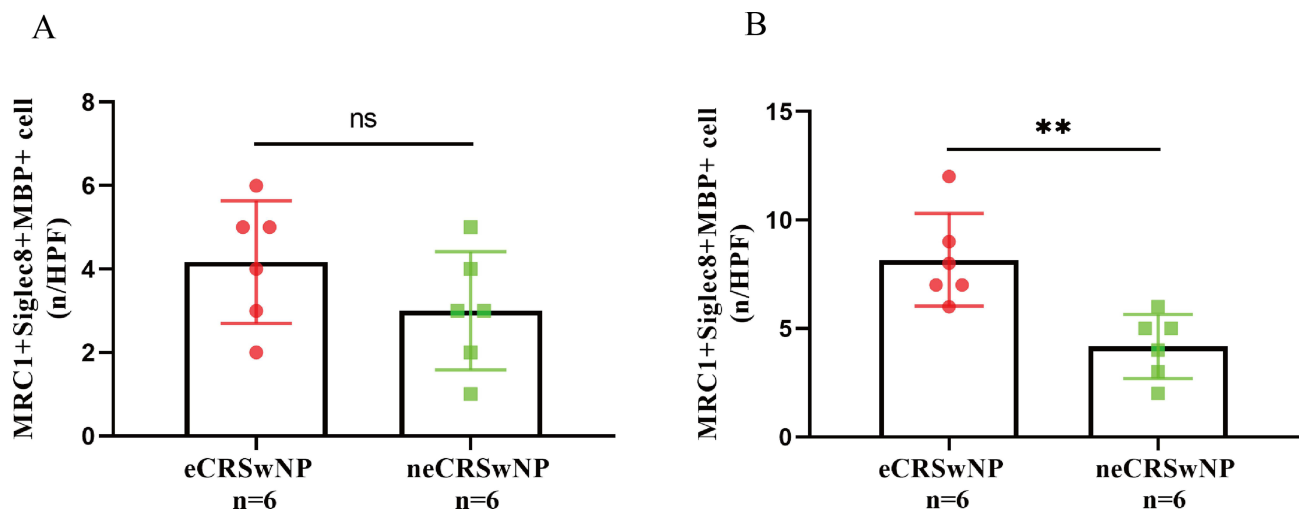 A
MRC1+Siglec8+MBP+ cell
(n/HPF)
8
6
4
2
0
ns
eCRSwNP
n=6
neCRSwNP
n=6
B
MRC1+Siglec8+MBP+ cell
(n/HPF)
15
10
5
0
**
eCRSwNP
n=6
neCRSwNP
n=6